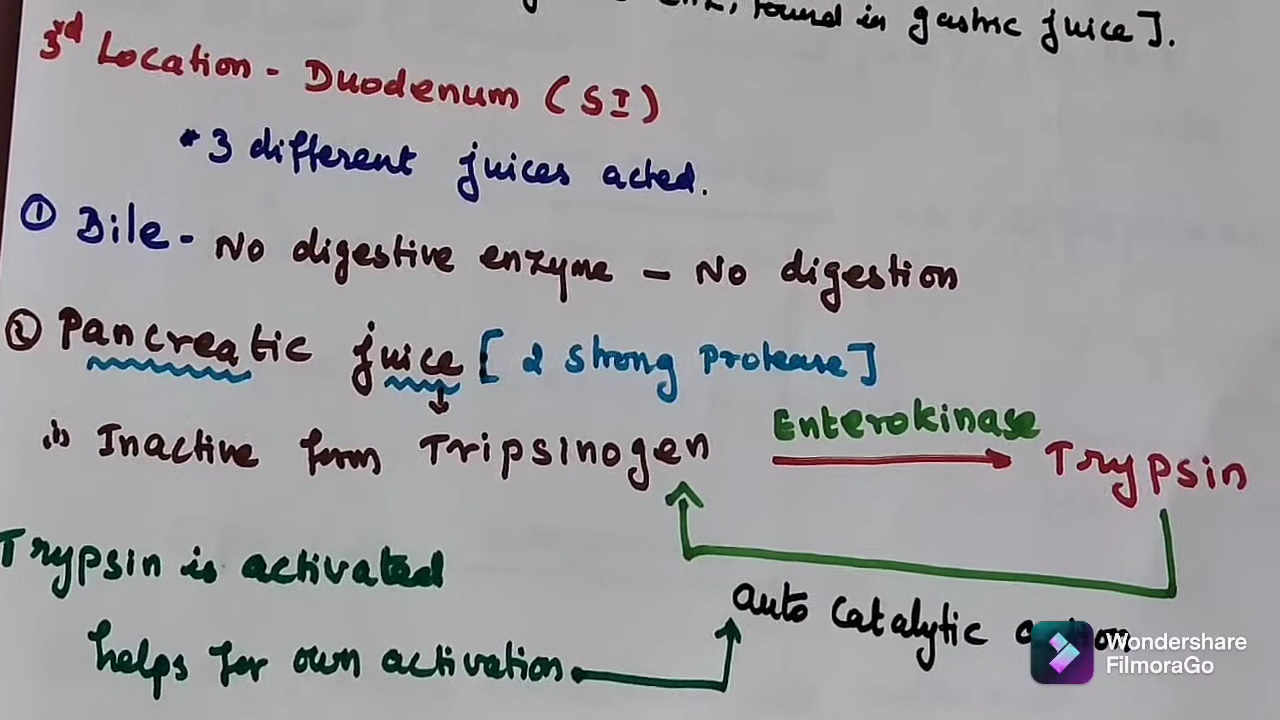 found in gastric juice].
3rd Location - Duodenum (SI)
* 3 different juices acted.
① Bile - No digestive enzyme - No digestion
② Pancreatic juice [2 strong protease]
Enterokinase
i) Inactive form Tripsinogen → Trypsin
Trypsin is activated
auto catalytic action
helps for own activation
Wondershare
FilmoraGo